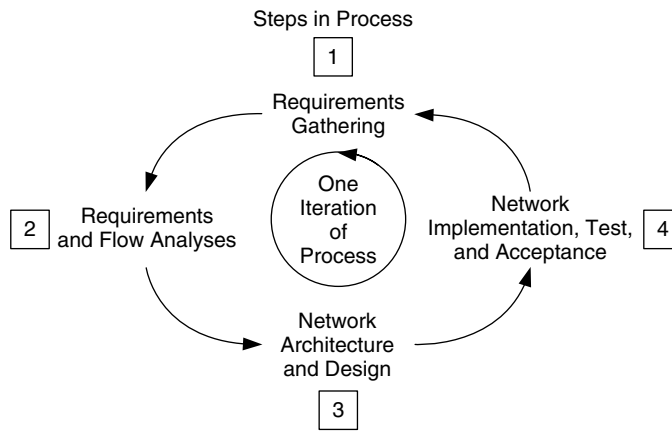 Steps in Process
1
Requirements
Gathering
2
Requirements
and Flow Analyses
One
Iteration
of
Process
Network
Implementation, Test,
and Acceptance
4
Network
Architecture
and Design
3